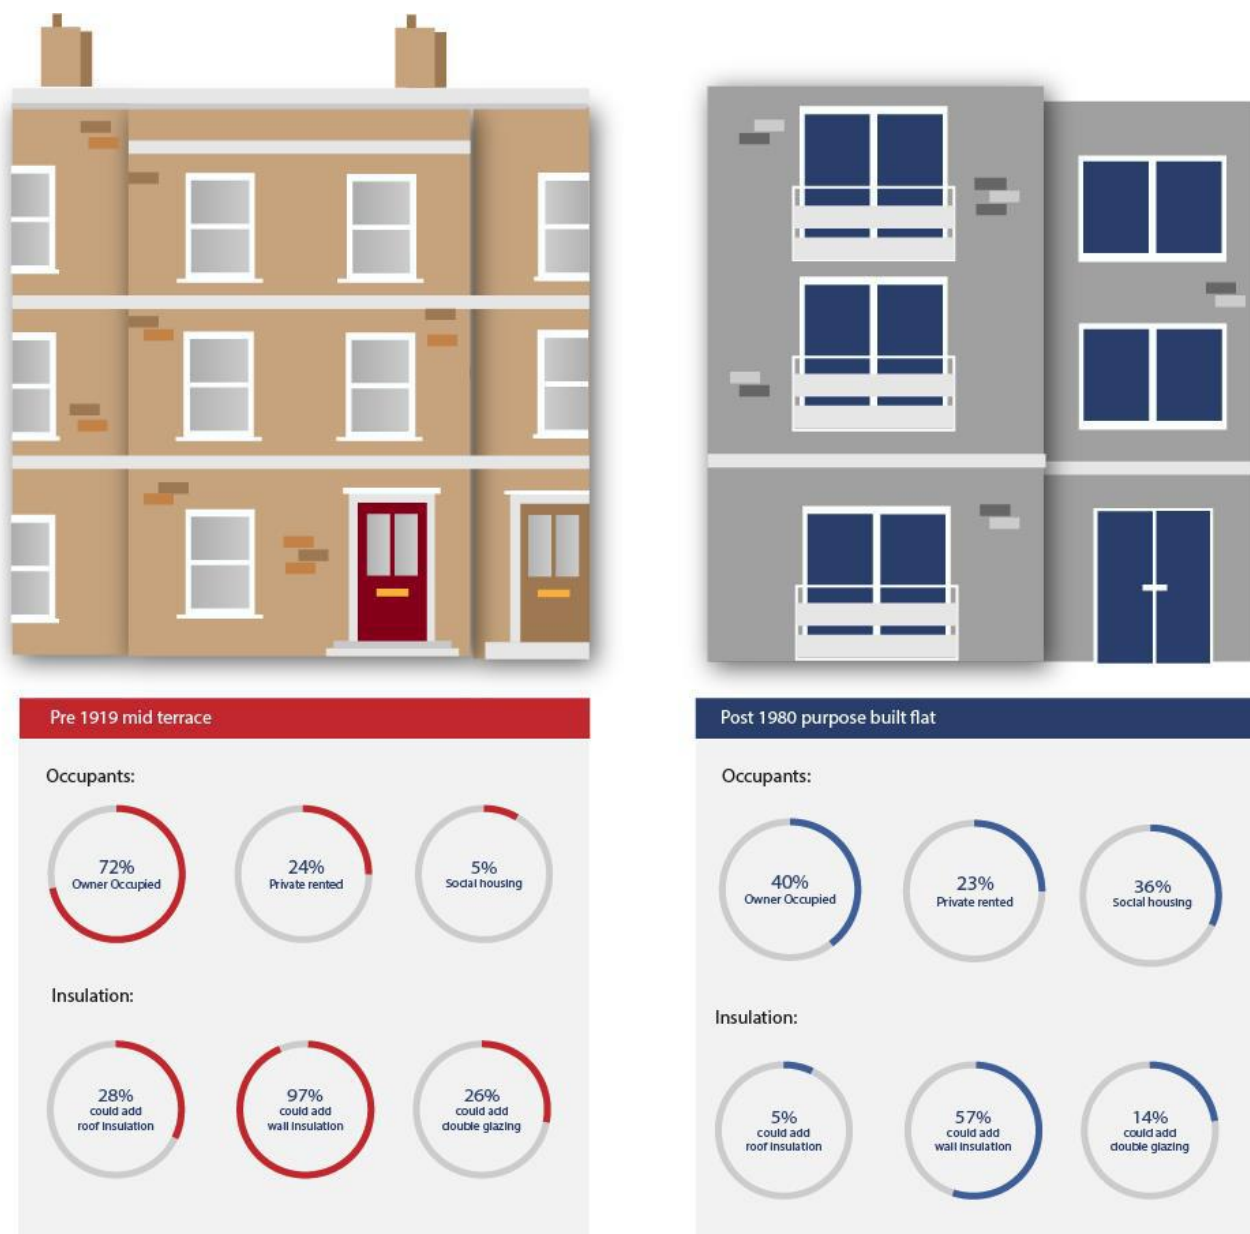 Pre 1919 mid terrace
Occupants:
72%
Owner Occupied
24%
Private rented
5%
Social housing
Insulation:
28%
could add
roof insulation
97%
could add
wall insulation
26%
could add
double glazing
Post 1980 purpose built flat
Occupants:
40%
Owner Occupied
23%
Private rented
36%
Social housing
Insulation:
5%
could add
roof insulation
57%
could add
wall insulation
14%
could add
double glazing